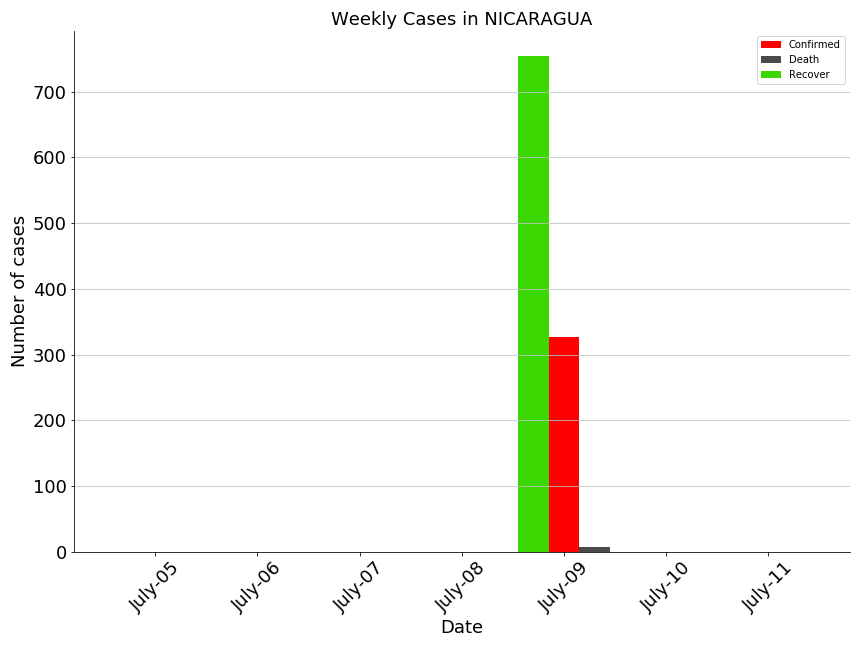 Weekly Cases in NICARAGUA
Confirmed
Death
Recover
Number of cases
700
600
500
400
300
200
100
0
July-05
July-06
July-07
July-08
July-09
July-10
July-11
Date